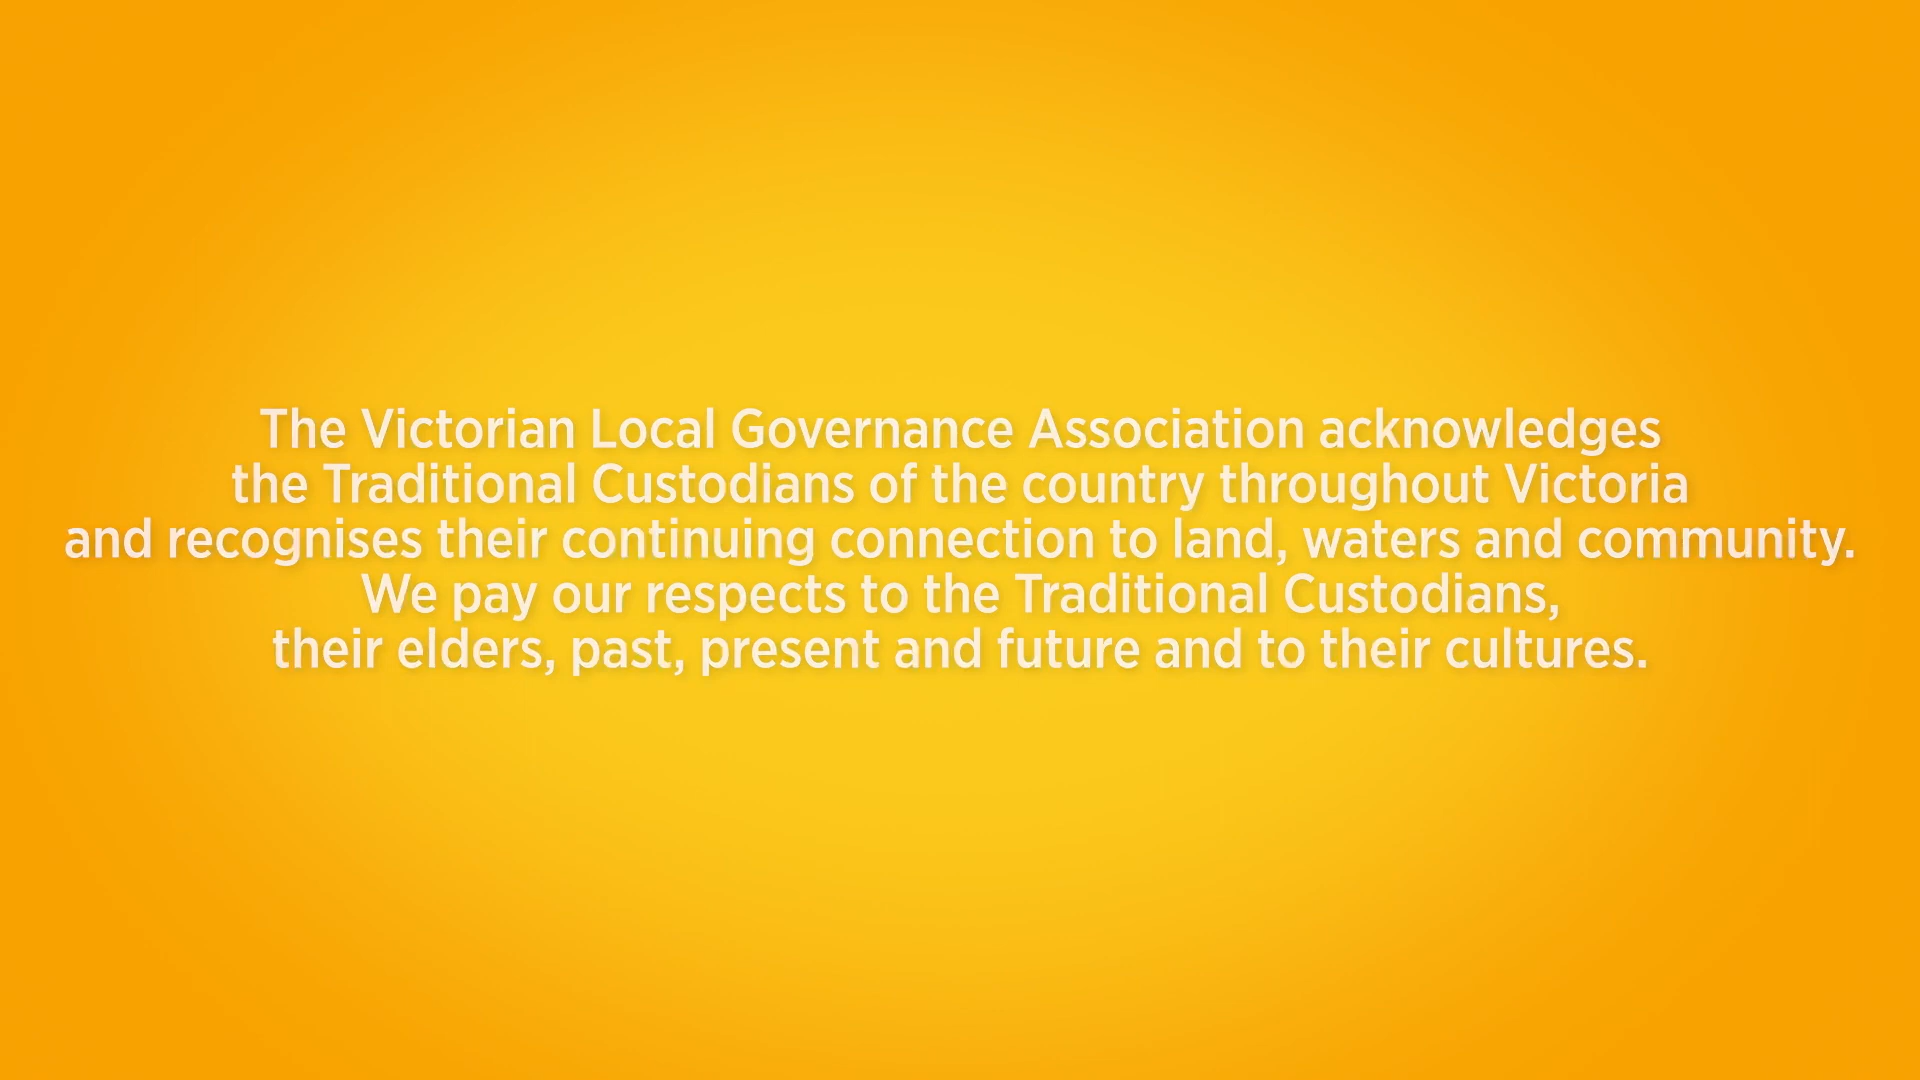 The Victorian Local Governance Association acknowledges
the Traditional Custodians of the country throughout Victoria
and recognises their continuing connection to land, waters and community.
We pay our respects to the Traditional Custodians,
their elders, past, present and future and to their cultures.